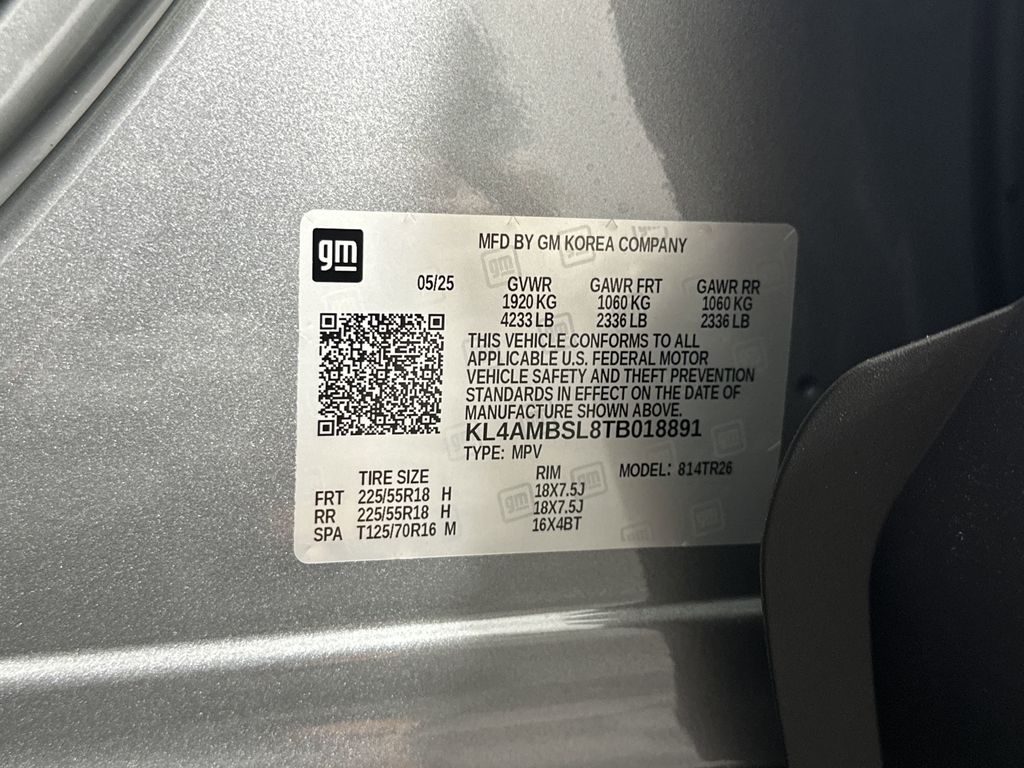 gm
MFD BY GM KOREA COMPANY
05/25
GVWR GAWR FRT GAWR RR
1920 KG 1060 KG 1060 KG
4233 LB 2336 LB 2336 LB
THIS VEHICLE CONFORMS TO ALL
APPLICABLE U.S. FEDERAL MOTOR
VEHICLE SAFETY AND THEFT PREVENTION
STANDARDS IN EFFECT ON THE DATE OF
MANUFACTURE SHOWN ABOVE.
KL4AMBSL8TB018891
TYPE: MPV
TIRE SIZE RIM MODEL: 814TR26
FRT 225/55R18 H 18X7.5J
RR 225/55R18 H 18X7.5J
SPA T125/70R16 M 16X4BT